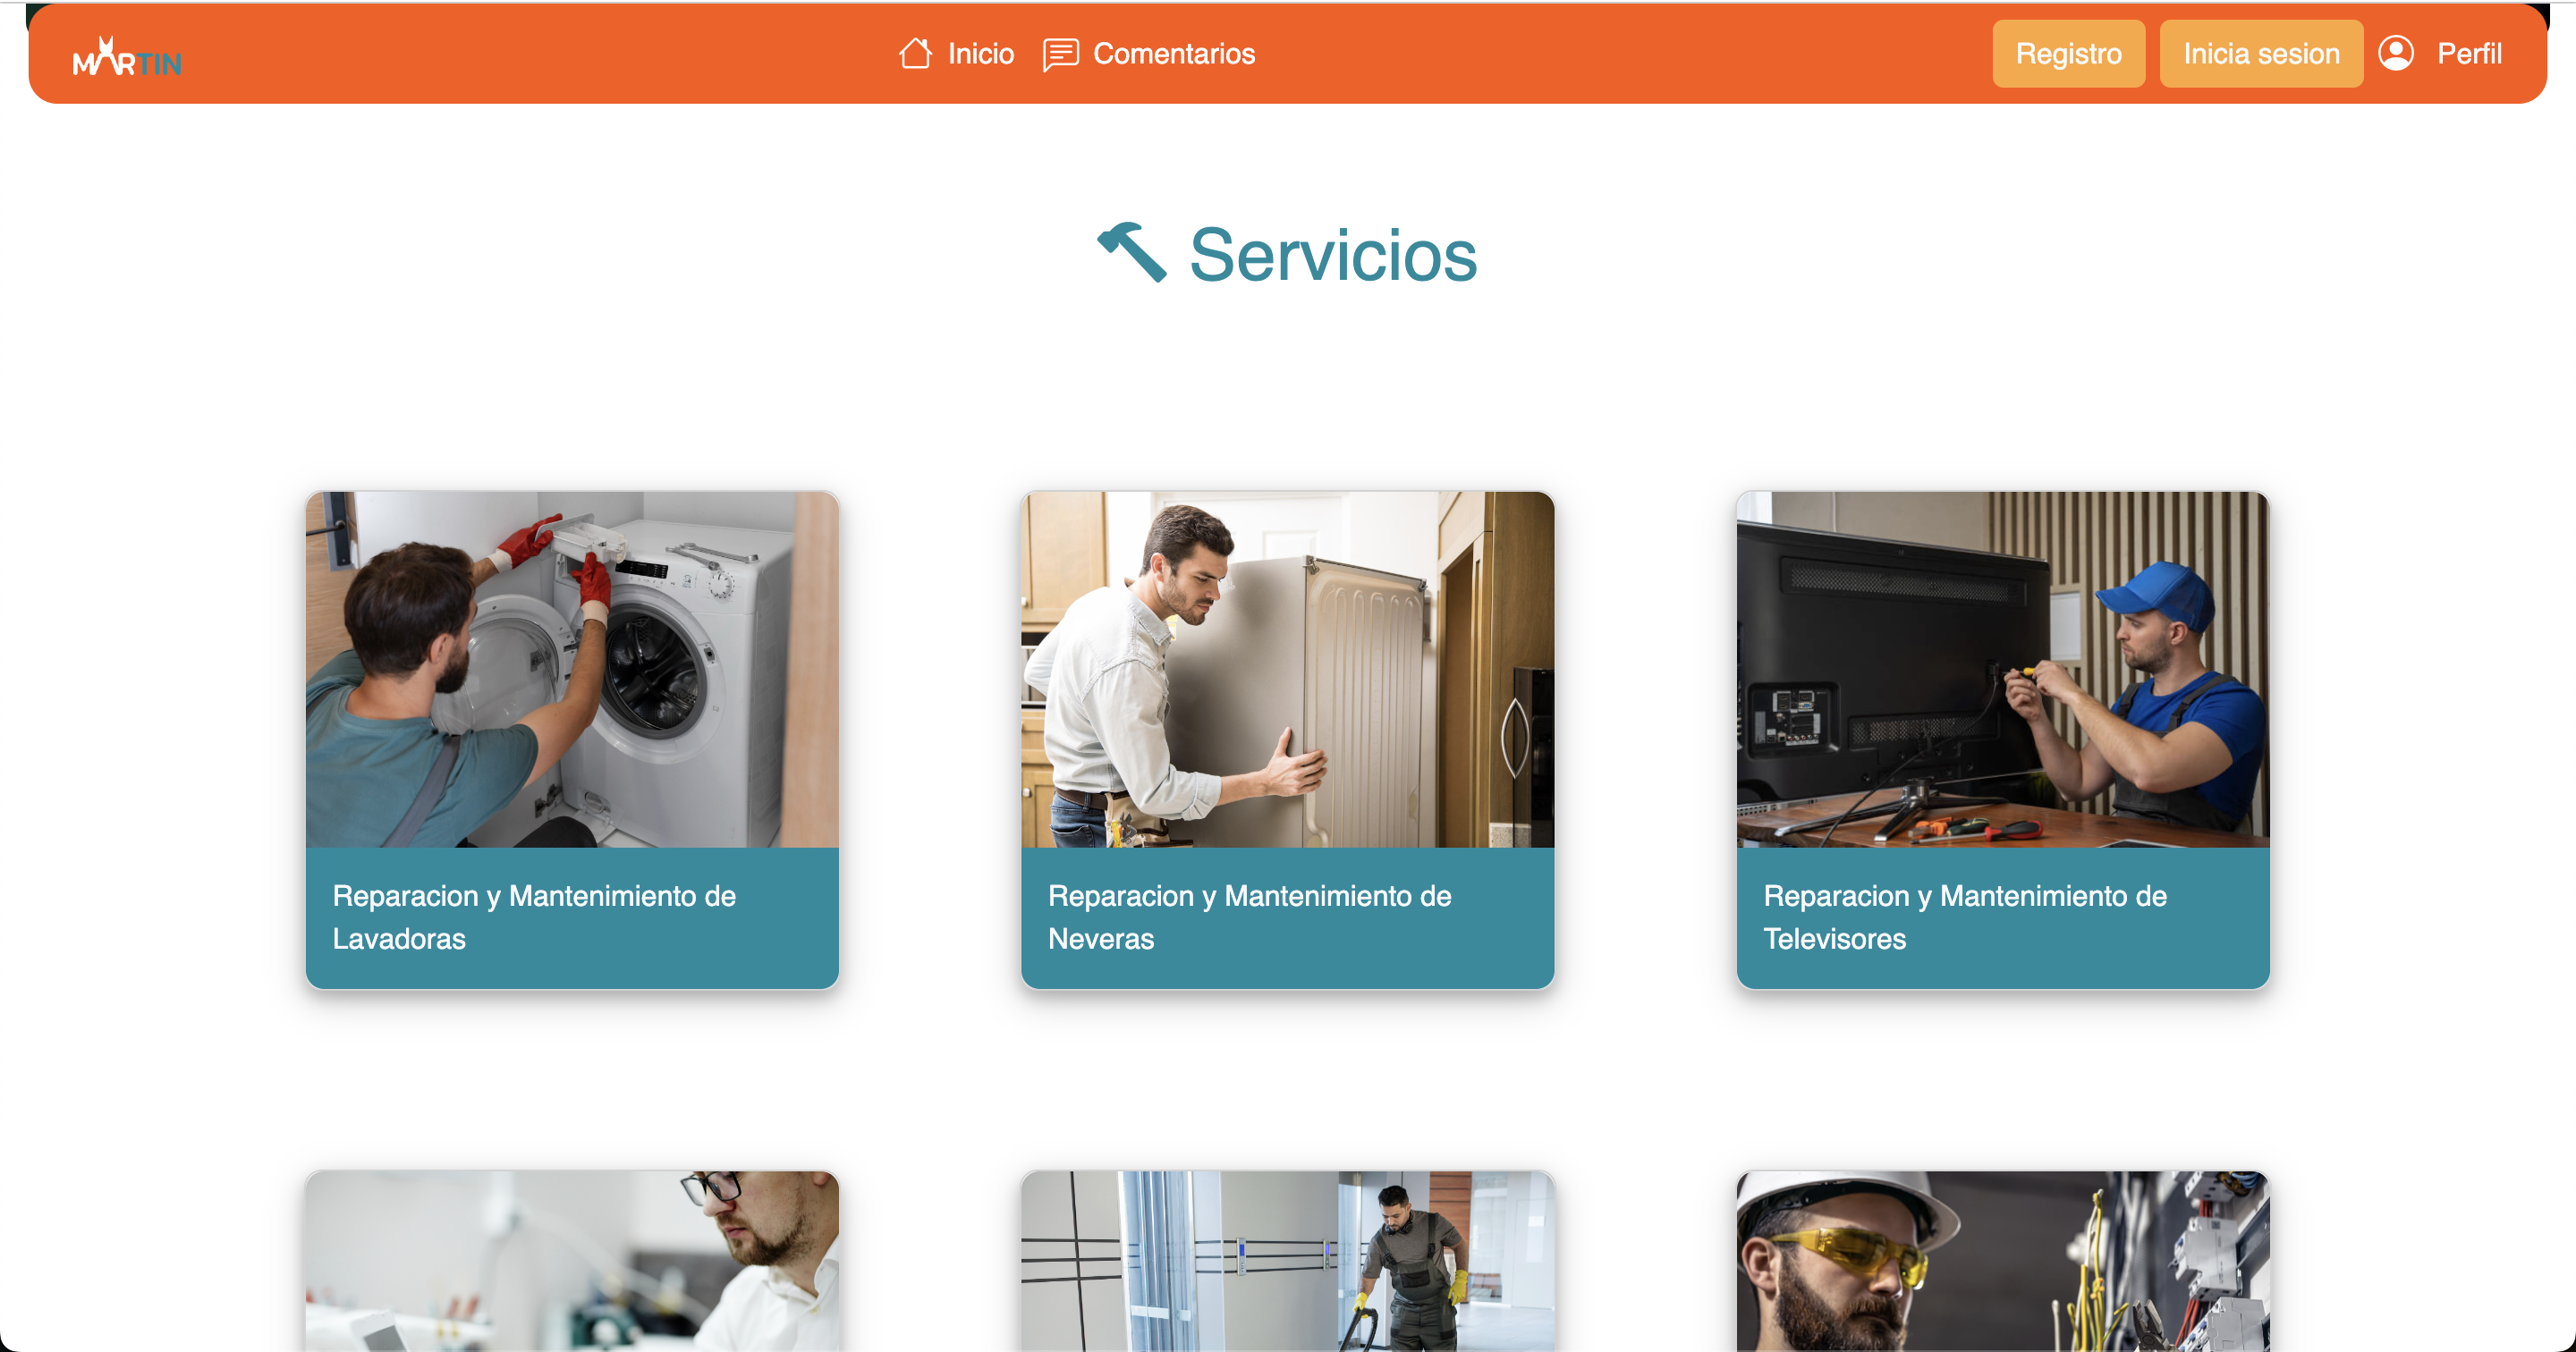 MARTIN
Inicio
Comentarios
Registro
Inicia sesion
Perfil
Servicios
Reparacion y Mantenimiento de
Lavadoras
Reparacion y Mantenimiento de
Neveras
Reparacion y Mantenimiento de
Televisores